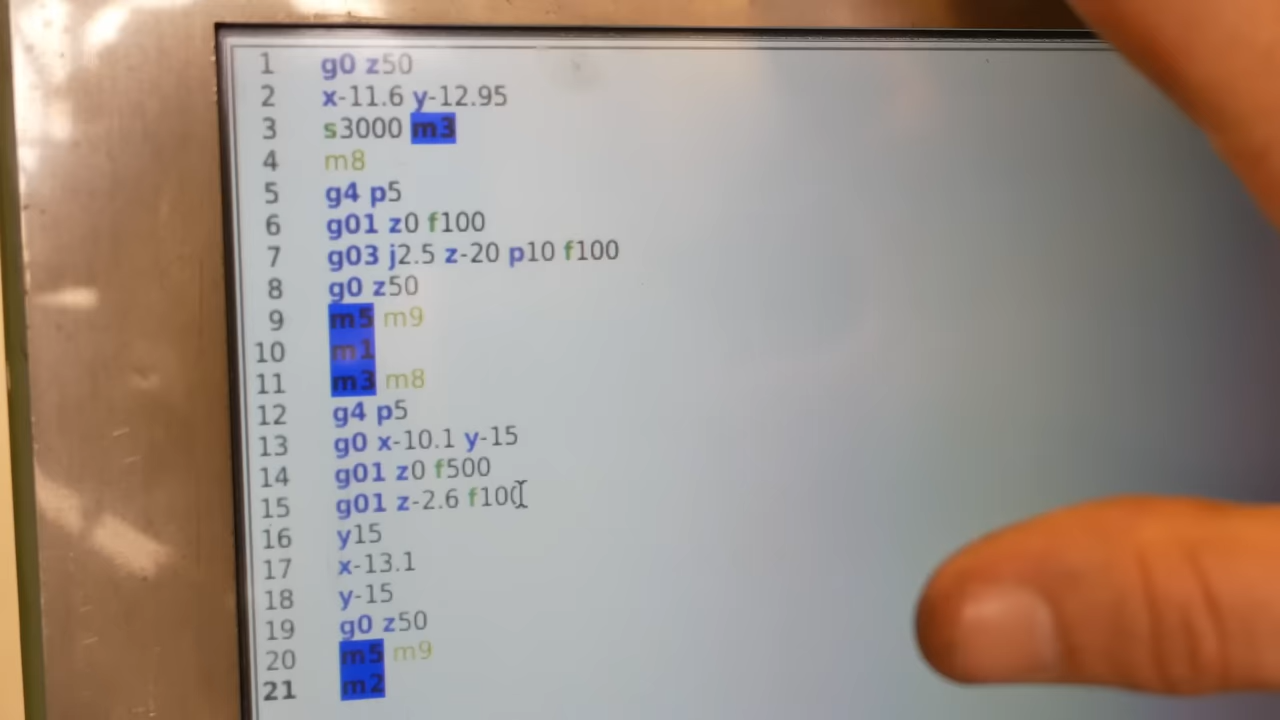 1 g0 z50
2 x-11.6 y-12.95
3 s3000 m3
4 m8
5 g4 p5
6 g01 z0 f100
7 g03 j2.5 z-20 p10 f100
8 g0 z50
9 m5 m9
10 m1
11 m3 m8
12 g4 p5
13 g0 x-10.1 y-15
14 g01 z0 f500
15 g01 z-2.6 f100
16 y15
17 x-13.1
18 y-15
19 g0 z50
20 m5 m9
21 m2